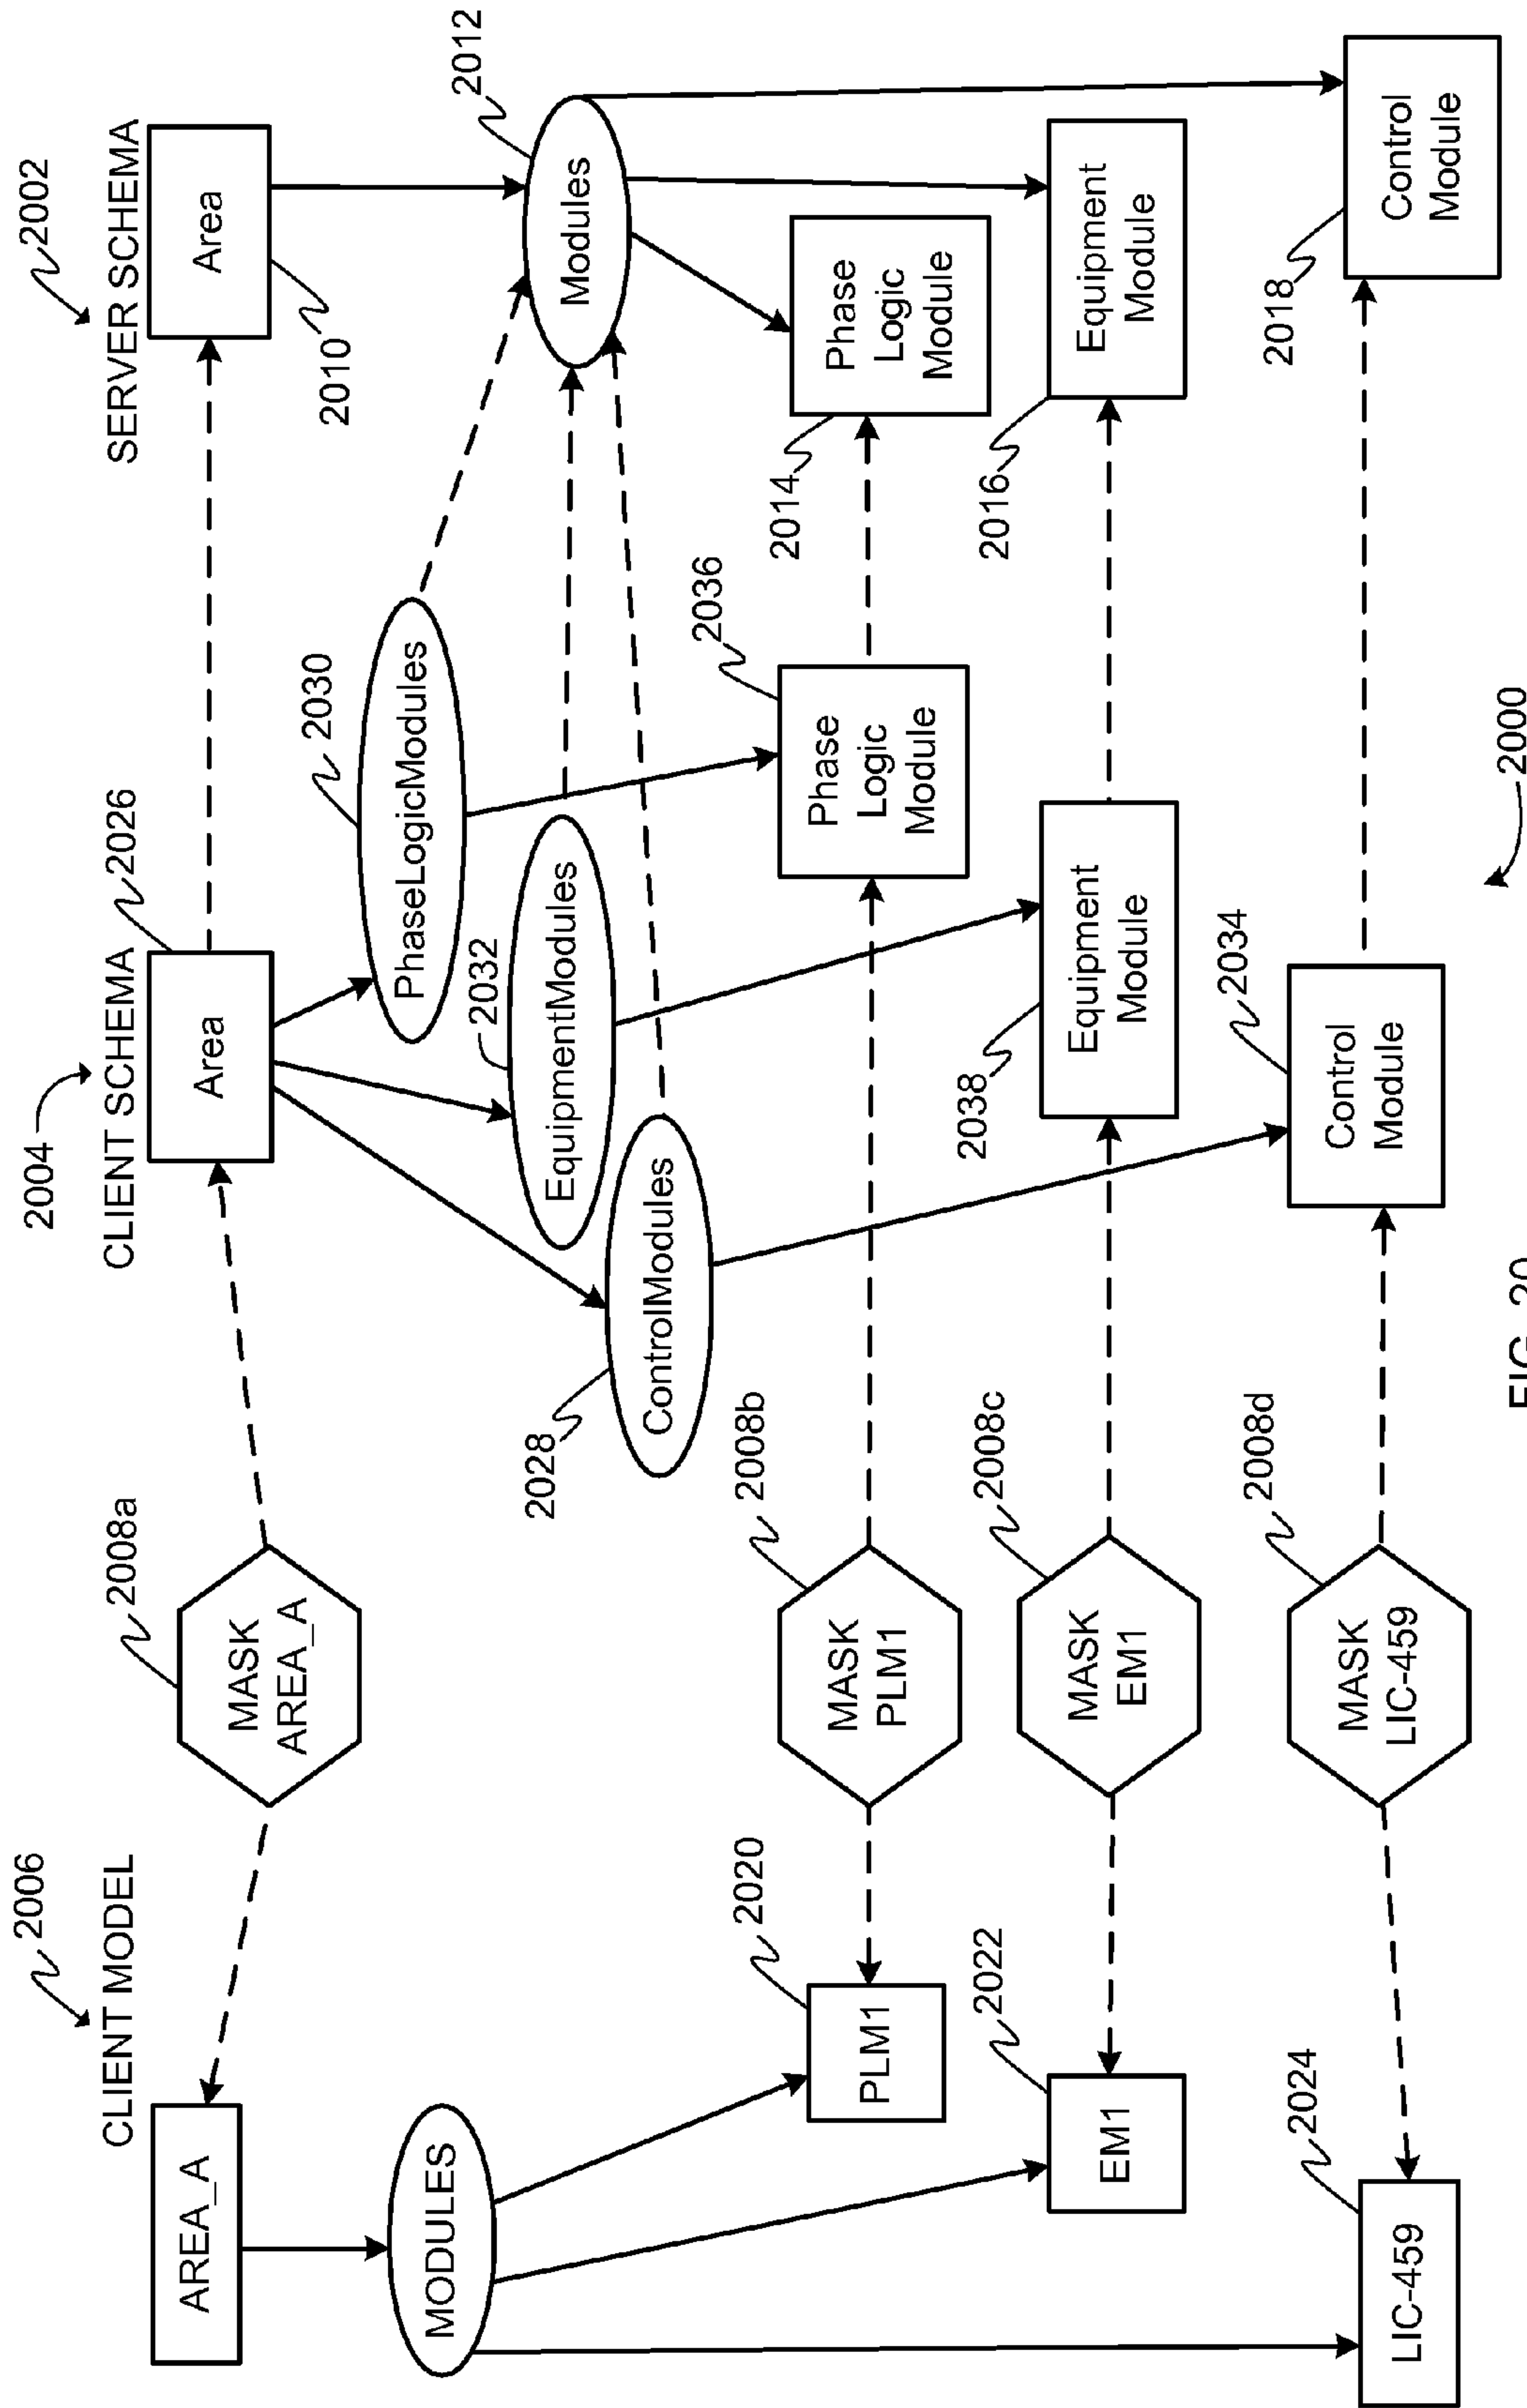 2006
CLIENT MODEL
2004
CLIENT SCHEMA
2002
SERVER SCHEMA
AREA_A
MASK
AREA_A
2008a
Area
2026
Area
2010
MODULES
PhaseLogicModules
2030
EquipmentModules
2032
ControlModules
2028
Modules
2012
PLM1
2020
MASK
PLM1
2008b
Phase
Logic
Module
2036
Phase
Logic
Module
2014
EM1
2022
MASK
EM1
2008c
Equipment
Module
2038
Equipment
Module
2016
LIC-459
2024
MASK
LIC-459
2008d
Control
Module
2034
Control
Module
2018
2000
FIG. 20